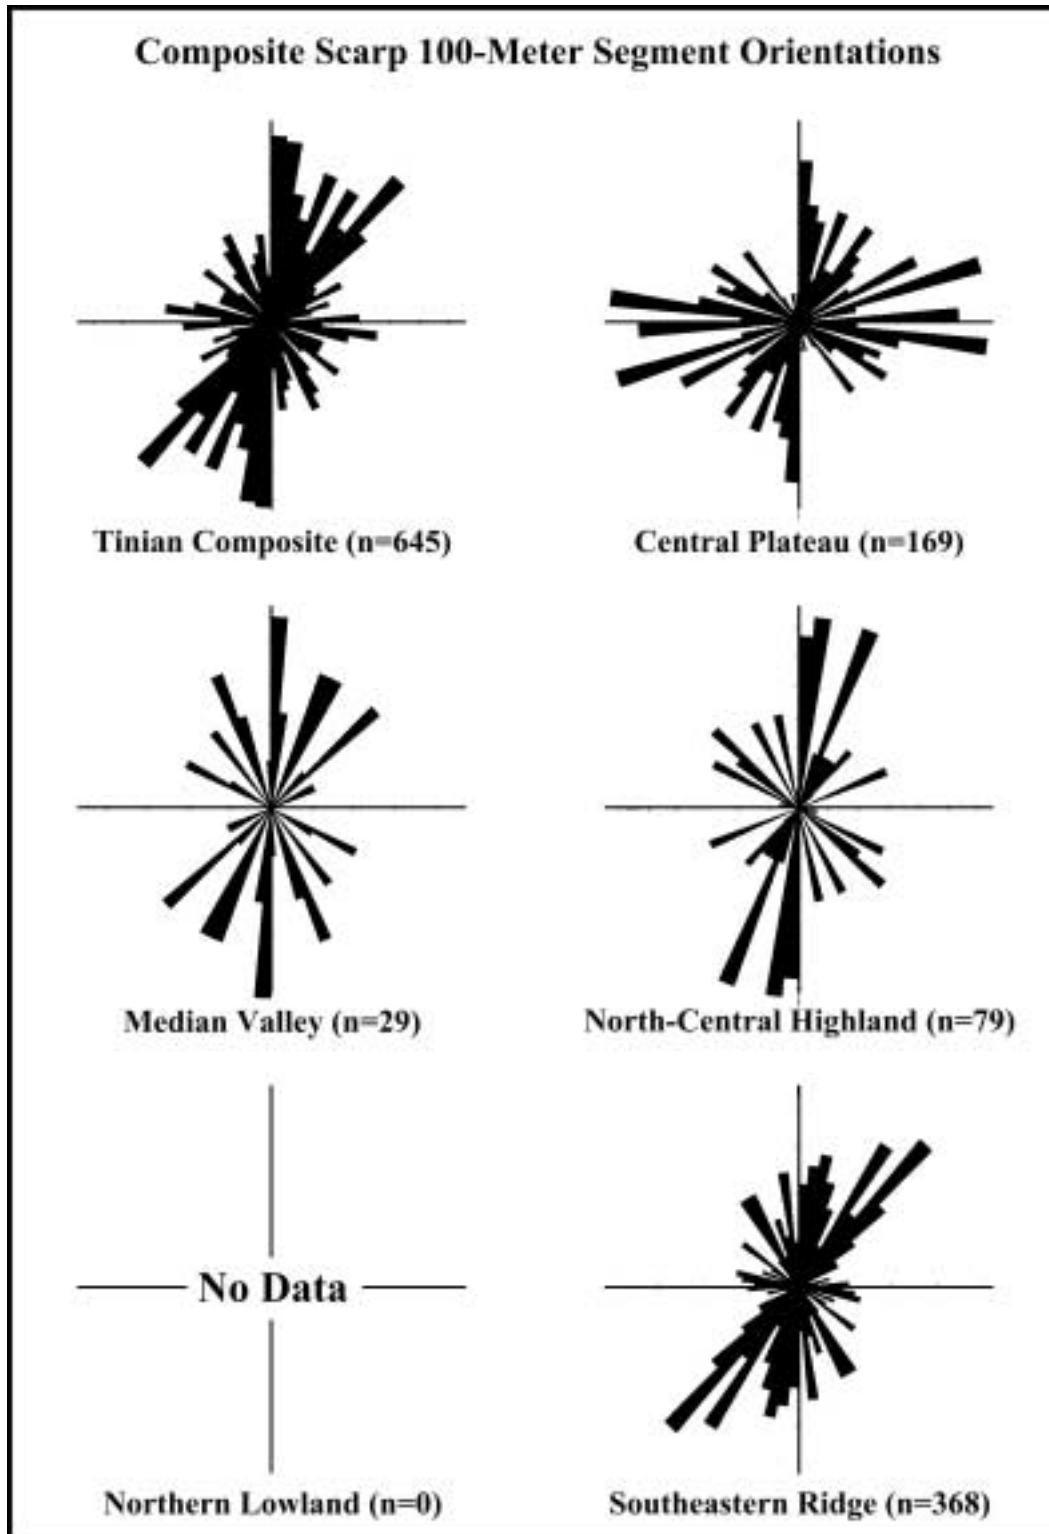 Composite Scarp 100-Meter Segment Orientations
Tinian Composite (n=645)
Central Plateau (n=169)
Median Valley (n=29)
North-Central Highland (n=79)
No Data
Northern Lowland (n=0)
Southeastern Ridge (n=368)